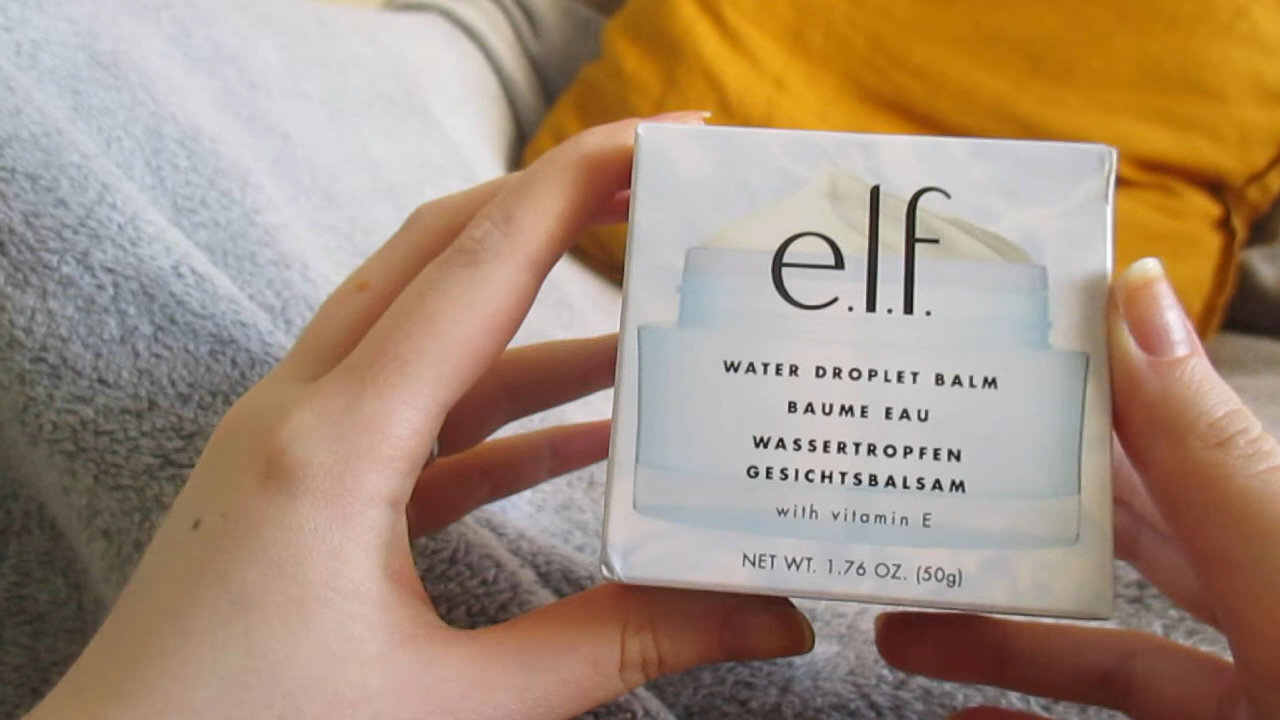 e.l.f.
WATER DROPLET BALM
BAUME EAU
WASSERTROPFEN
GESICHTSBALSAM
with vitamin E
NET WT. 1.76 OZ. (50g)